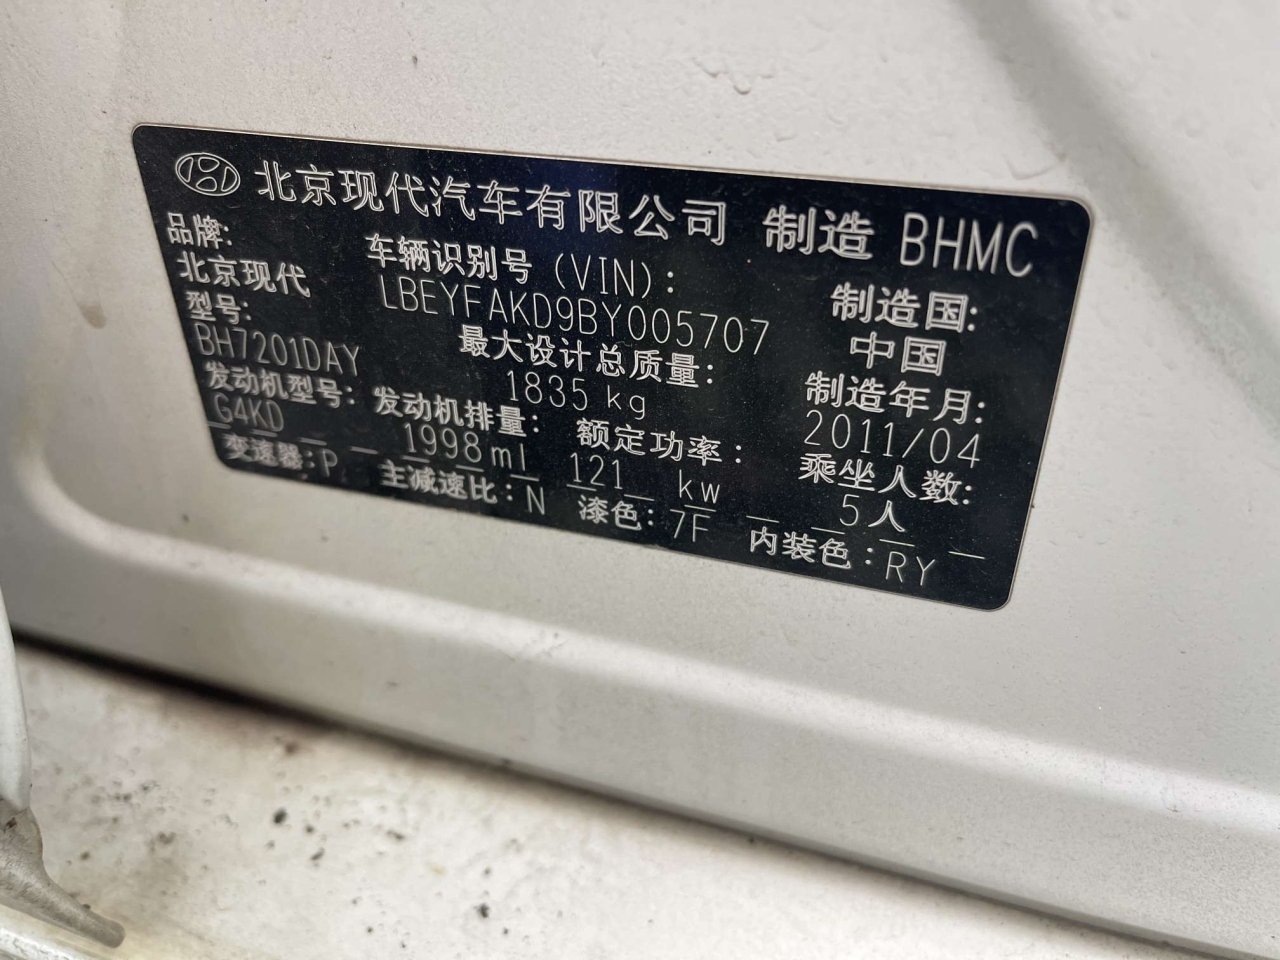 北京现代汽车有限公司 制造 BHMC
品牌: 车辆识别号 (VIN): 制造国:
北京现代 LBEYFAKD9BY005707 中国
型号: 最大设计总质量: 制造年月:
BH7201DAY 1835 kg 2011/04
发动机型号: 发动机排量: 额定功率: 乘坐人数:
G4KD 1998 ml 121 kw 5人
变速器: P 主减速比: N 漆色: 7F 内装色: RY